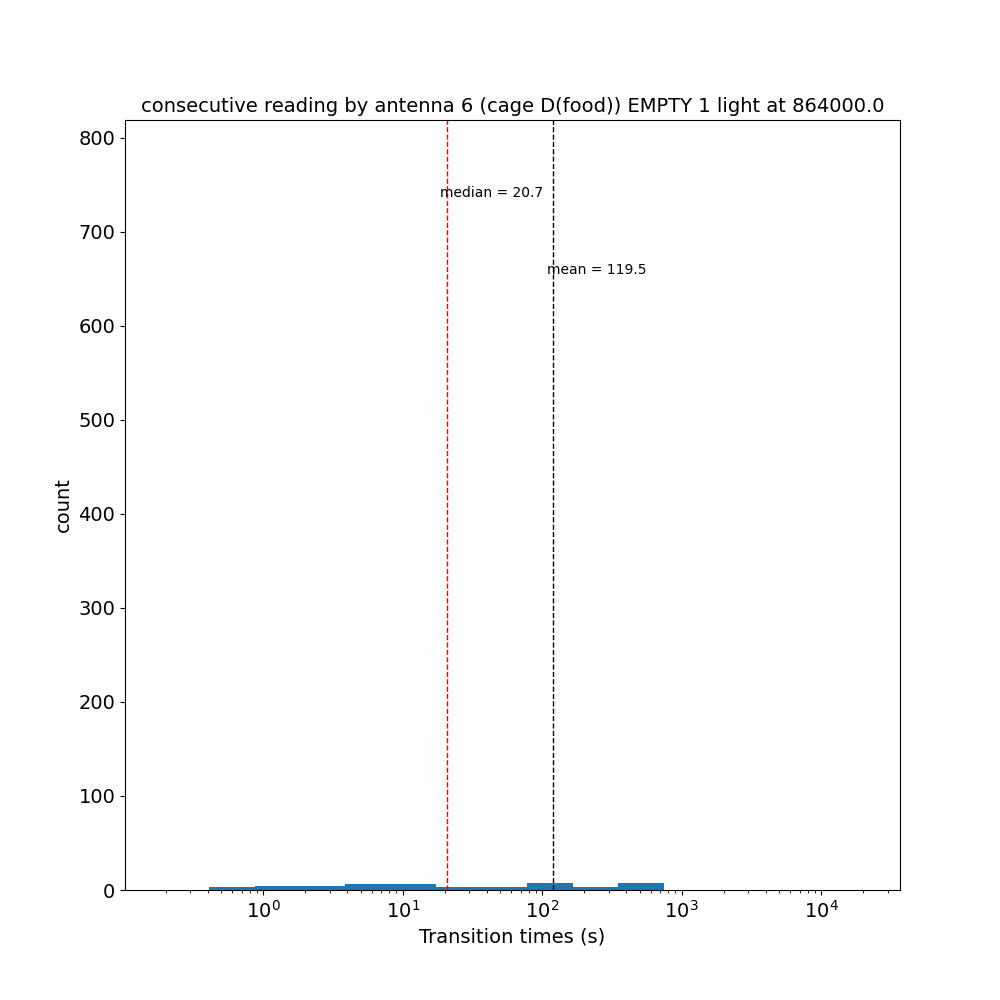 consecutive reading by antenna 6 (cage D(food)) EMPTY 1 light at 864000.0
800
700
600
500
400
300
200
100
0
count
median = 20.7
mean = 119.5
10⁰ 10¹ 10² 10³ 10⁴
Transition times (s)